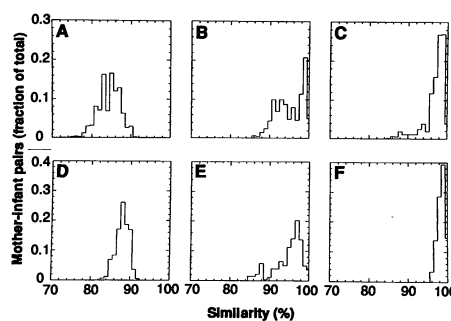 Mother-infant pairs (fraction of total)
0.3
0.2
0.1
0
A
B
C
0.4
0.3
0.2
0.1
0
D
E
F
70 80 90 100
70 80 90 100
70 80 90 100
Similarity (%)